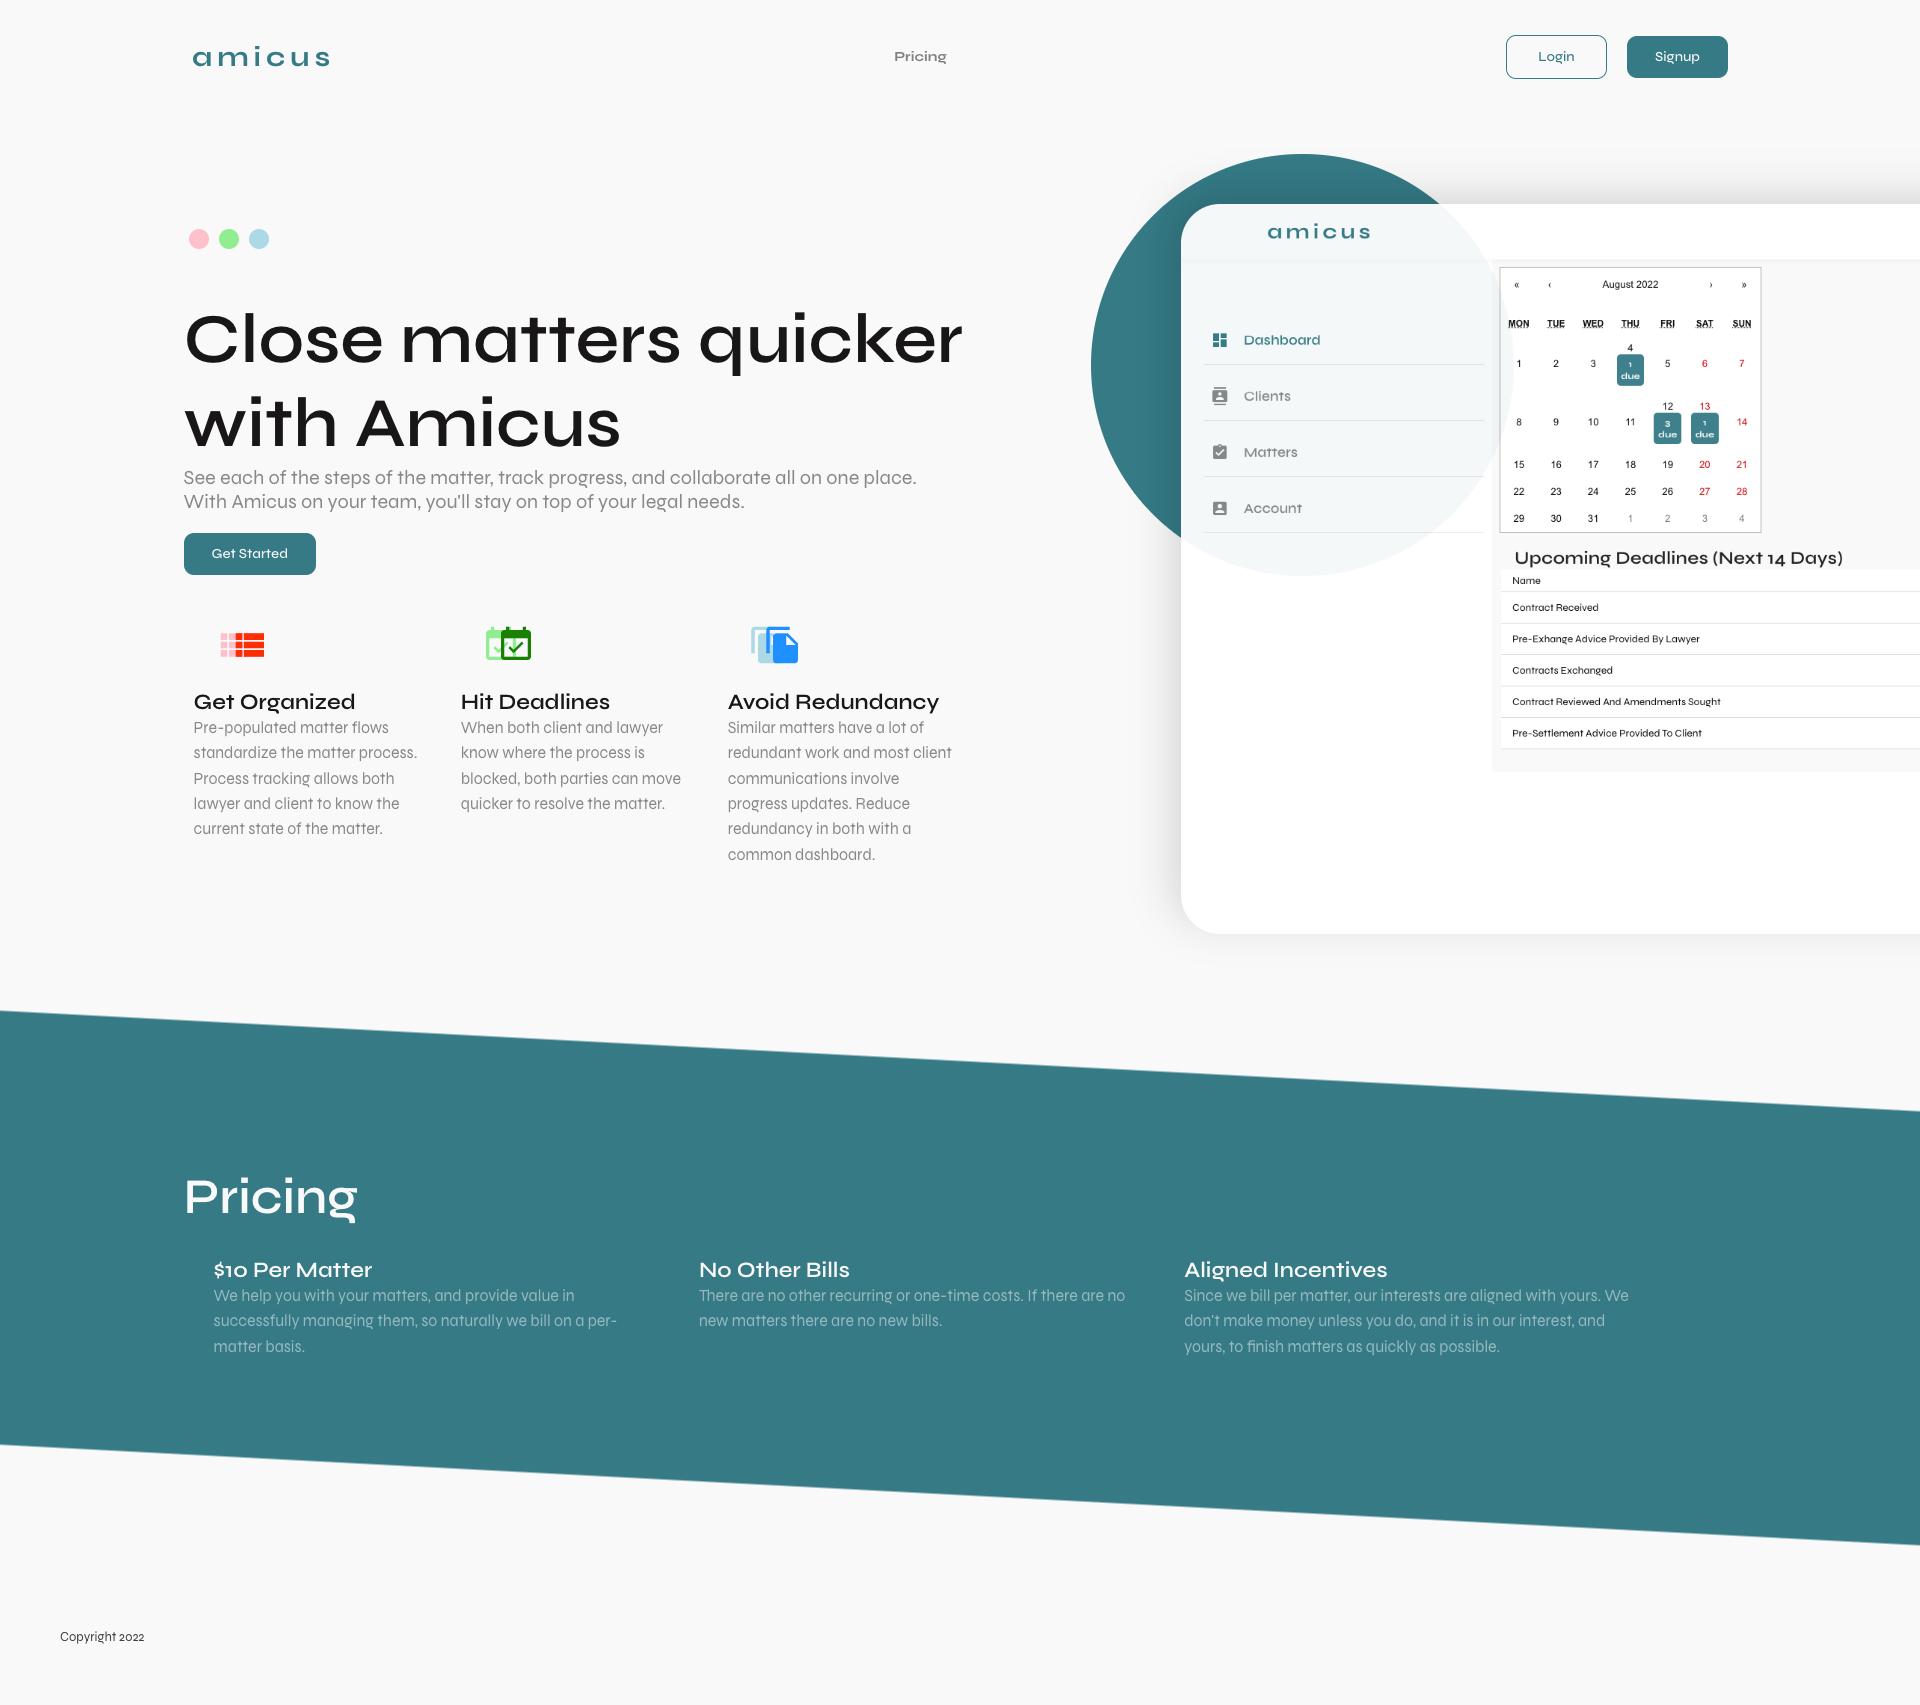 amicus
Pricing
Login
Signup
Close matters quicker
with Amicus
See each of the steps of the matter, track progress, and collaborate all on one place.
With Amicus on your team, you'll stay on top of your legal needs.
Get Started
Get Organized
Pre-populated matter flows
standardize the matter process.
Process tracking allows both
lawyer and client to know the
current state of the matter.
Hit Deadlines
When both client and lawyer
know where the process is
blocked, both parties can move
quicker to resolve the matter.
Avoid Redundancy
Similar matters have a lot of
redundant work and most client
communications involve
progress updates. Reduce
redundancy in both with a
common dashboard.
amicus
Dashboard
Clients
Matters
Account
« ‹ August 2022 › »
MON TUE WED THU FRI SAT SUN
1 2 3 4 5 6 7
1
due
8 9 10 11 12 13 14
3
due
1
due
15 16 17 18 19 20 21
22 23 24 25 26 27 28
29 30 31 1 2 3 4
Upcoming Deadlines (Next 14 Days)
Name
Contract Received
Pre-Exhange Advice Provided By Lawyer
Contracts Exchanged
Contract Reviewed And Amendments Sought
Pre-Settlement Advice Provided To Client
Pricing
$10 Per Matter
We help you with your matters, and provide value in
successfully managing them, so naturally we bill on a per-
matter basis.
No Other Bills
There are no other recurring or one-time costs. If there are no
new matters there are no new bills.
Aligned Incentives
Since we bill per matter, our interests are aligned with yours. We
don't make money unless you do, and it is in our interest, and
yours, to finish matters as quickly as possible.
Copyright 2022